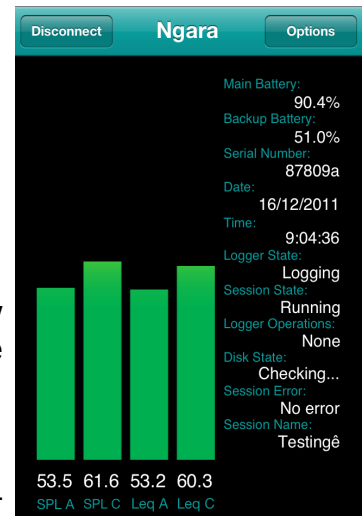 Disconnect Ngara Options
Main Battery:
90.4%
Backup Battery:
51.0%
Serial Number:
87809a
Date:
16/12/2011
Time:
9:04:36
Logger State:
Logging
Session State:
Running
Logger Operations:
None
Disk State:
Checking...
Session Error:
No error
Session Name:
Testingê
53.5 61.6 53.2 60.3
SPL A SPL C Leq A Leq C